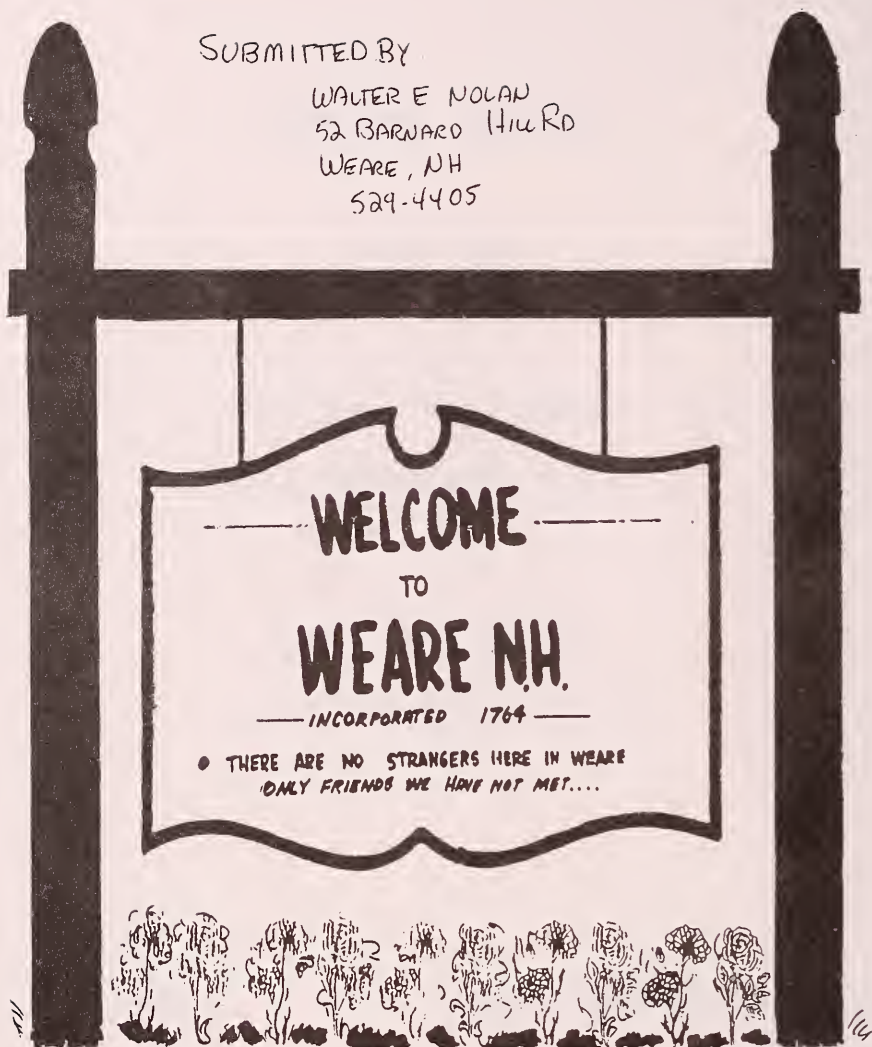 SUBMITTED BY
WALTER E NOLAN
52 BARNARD HILL RD
WEARE, NH
529-4405
WELCOME
TO
WEARE N.H.
INCORPORATED 1764
• THERE ARE NO STRANGERS HERE IN WEARE
ONLY FRIENDS WE HAVE NOT MET....